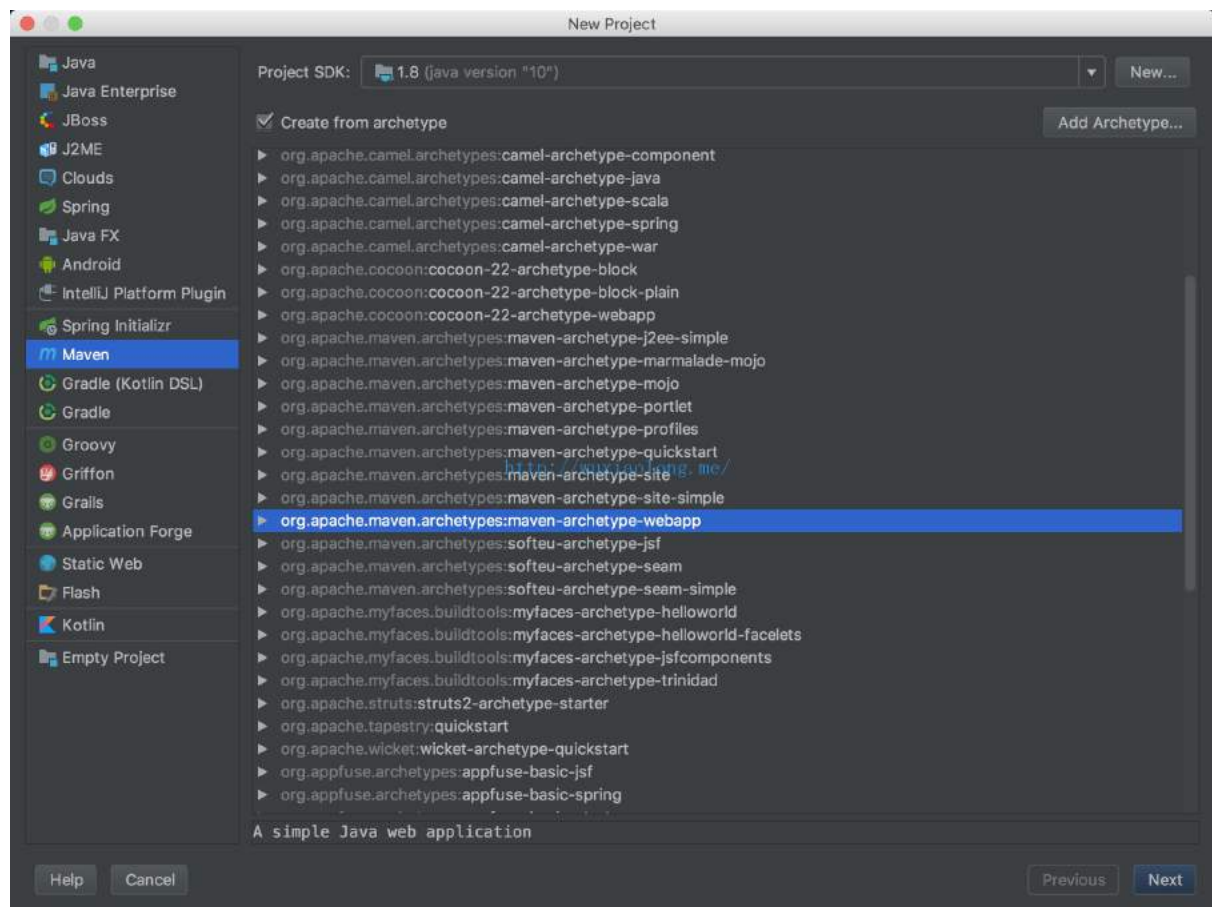 New Project
Java
Java Enterprise
JBoss
J2ME
Clouds
Spring
Java FX
Android
IntelliJ Platform Plugin
Spring Initializr
Maven
Gradle (Kotlin DSL)
Gradle
Groovy
Griffon
Grails
Application Forge
Static Web
Flash
Kotlin
Empty Project
Project SDK: 1.8 (java version "10") New...
Create from archetype Add Archetype...
org.apache.camel.archetypes:camel-archetype-component
org.apache.camel.archetypes:camel-archetype-java
org.apache.camel.archetypes:camel-archetype-scala
org.apache.camel.archetypes:camel-archetype-spring
org.apache.camel.archetypes:camel-archetype-war
org.apache.cocoon:cocoon-22-archetype-block
org.apache.cocoon:cocoon-22-archetype-block-plain
org.apache.cocoon:cocoon-22-archetype-webapp
org.apache.maven.archetypes:maven-archetype-j2ee-simple
org.apache.maven.archetypes:maven-archetype-marmalade-mojo
org.apache.maven.archetypes:maven-archetype-mojo
org.apache.maven.archetypes:maven-archetype-portlet
org.apache.maven.archetypes:maven-archetype-profiles
org.apache.maven.archetypes:maven-archetype-quickstart
org.apache.maven.archetypes:maven-archetype-site
org.apache.maven.archetypes:maven-archetype-site-simple
org.apache.maven.archetypes:maven-archetype-webapp
org.apache.maven.archetypes:softeu-archetype-jsf
org.apache.maven.archetypes:softeu-archetype-seam
org.apache.maven.archetypes:softeu-archetype-seam-simple
org.apache.myfaces.buildtools:myfaces-archetype-helloworld
org.apache.myfaces.buildtools:myfaces-archetype-helloworld-facelets
org.apache.myfaces.buildtools:myfaces-archetype-jsfcomponents
org.apache.myfaces.buildtools:myfaces-archetype-trinidad
org.apache.struts:struts2-archetype-starter
org.apache.tapestry:quickstart
org.apache.wicket:wicket-archetype-quickstart
org.appfuse.archetypes:appfuse-basic-jsf
org.appfuse.archetypes:appfuse-basic-spring
A simple Java web application
Help Cancel Previous Next